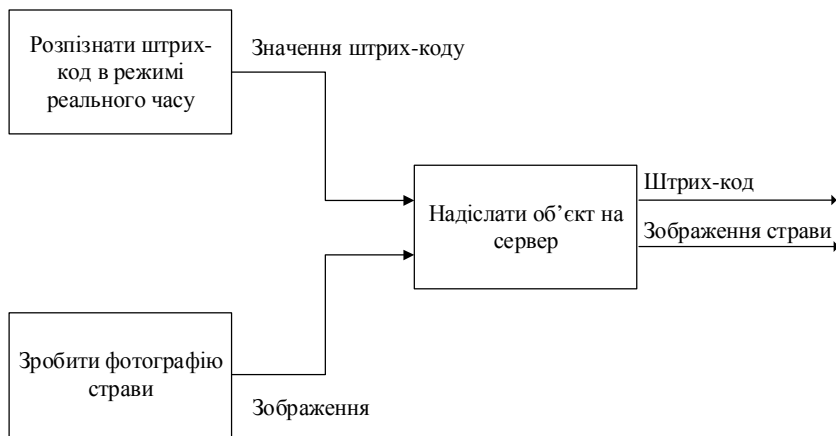 Розпізнати штрих-
код в режимі
реального часу
Значення штрих-коду
Надіслати об’єкт на
сервер
Штрих-код
Зображення страви
Зробити фотографію
страви
Зображення